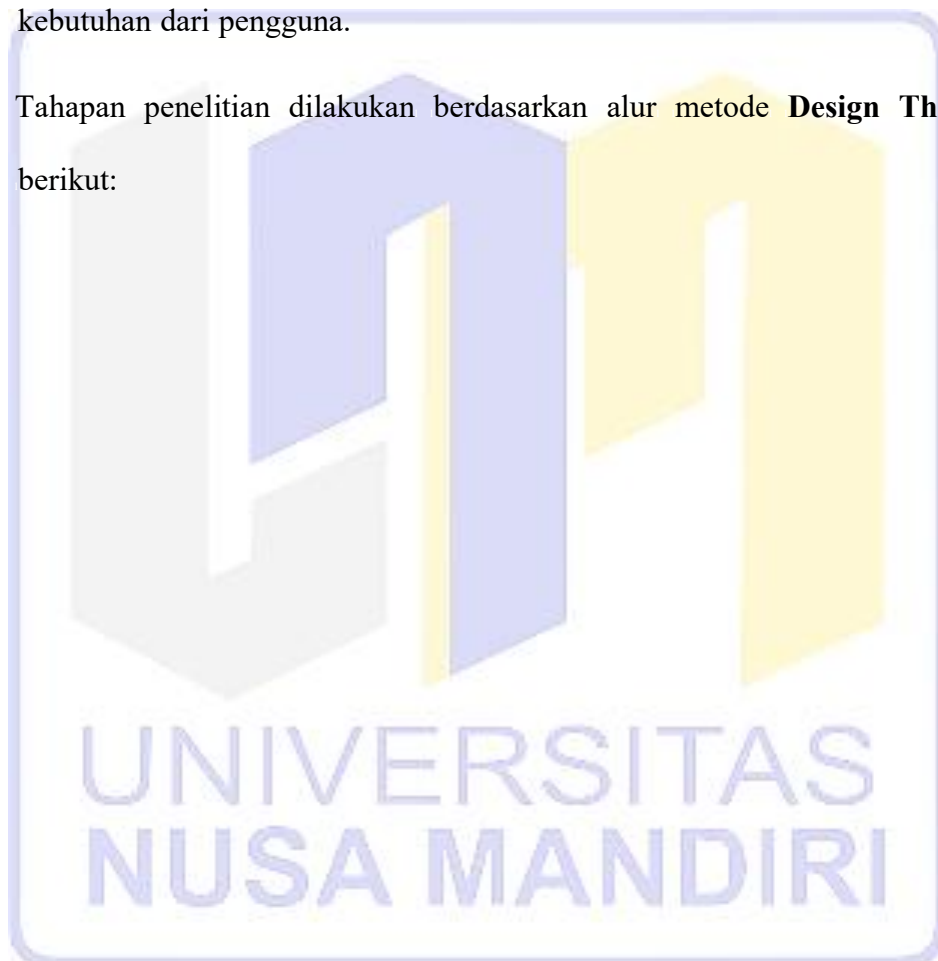 kebutuhan dari pengguna.
Tahapan penelitian dilakukan berdasarkan alur metode Design Th
berikut:
UNIVERSITAS
NUSA MANDIRI